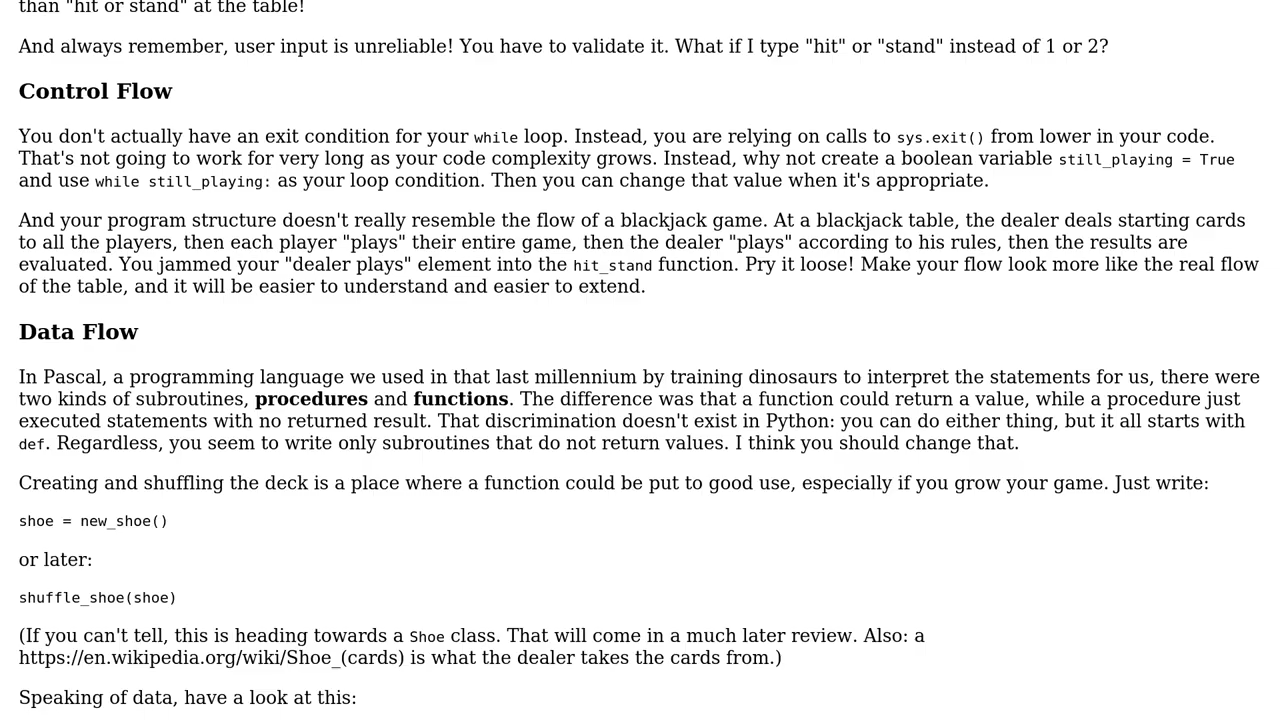 than "hit or stand" at the table!
And always remember, user input is unreliable! You have to validate it. What if I type "hit" or "stand" instead of 1 or 2?
Control Flow
You don't actually have an exit condition for your while loop. Instead, you are relying on calls to sys.exit() from lower in your code.
That's not going to work for very long as your code complexity grows. Instead, why not create a boolean variable still_playing = True
and use while still_playing: as your loop condition. Then you can change that value when it's appropriate.
And your program structure doesn't really resemble the flow of a blackjack game. At a blackjack table, the dealer deals starting cards
to all the players, then each player "plays" their entire game, then the dealer "plays" according to his rules, then the results are
evaluated. You jammed your "dealer plays" element into the hit_stand function. Pry it loose! Make your flow look more like the real flow
of the table, and it will be easier to understand and easier to extend.
Data Flow
In Pascal, a programming language we used in that last millennium by training dinosaurs to interpret the statements for us, there were
two kinds of subroutines, procedures and functions. The difference was that a function could return a value, while a procedure just
executed statements with no returned result. That discrimination doesn't exist in Python: you can do either thing, but it all starts with
def. Regardless, you seem to write only subroutines that do not return values. I think you should change that.
Creating and shuffling the deck is a place where a function could be put to good use, especially if you grow your game. Just write:
shoe = new_shoe()
or later:
shuffle_shoe(shoe)
(If you can't tell, this is heading towards a Shoe class. That will come in a much later review. Also: a
https://en.wikipedia.org/wiki/Shoe_(cards) is what the dealer takes the cards from.)
Speaking of data, have a look at this: